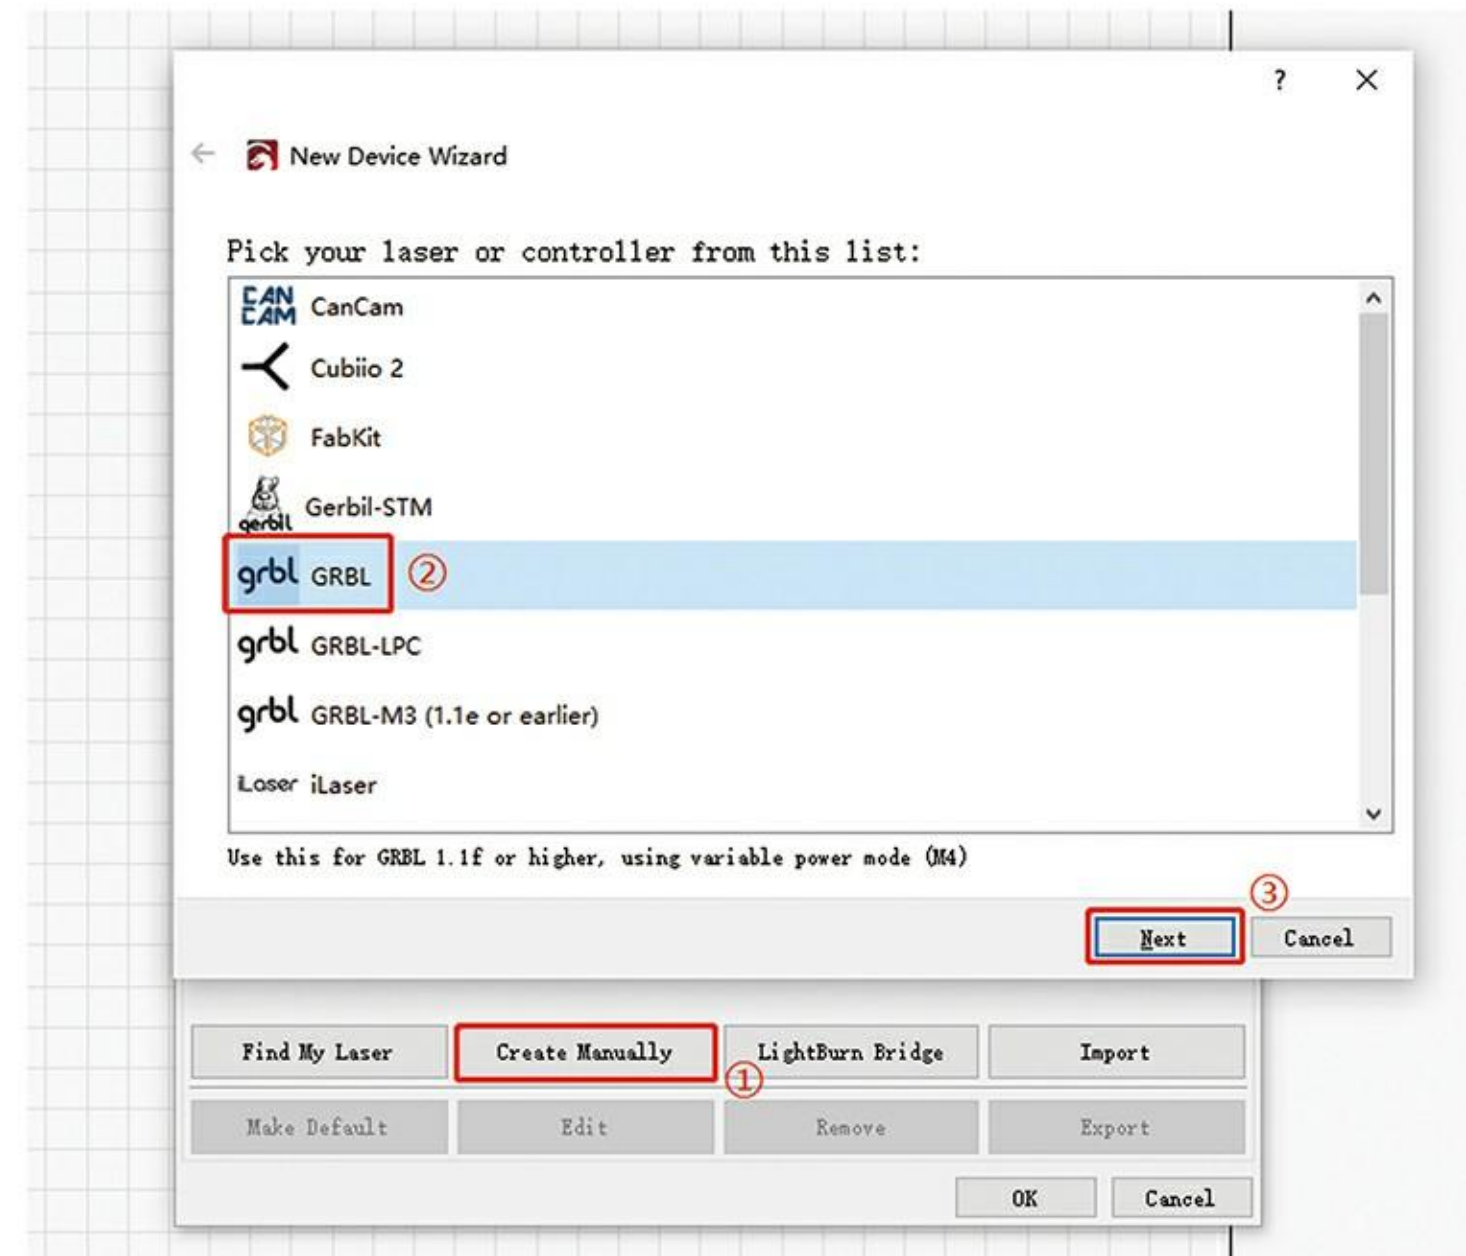 ?
New Device Wizard
Pick your laser or controller from this list:
CAN CAM CanCam
Cubiio 2
FabKit
gerbil Gerbil-STM
grbl GRBL ②
grbl GRBL-LPC
grbl GRBL-M3 (1.1e or earlier)
iLaser iLaser
Use this for GRBL 1.1f or higher, using variable power mode (M4)
③
Next Cancel
Find My Laser Create Manually LightBurn Bridge Import
①
Make Default Edit Remove Export
OK Cancel